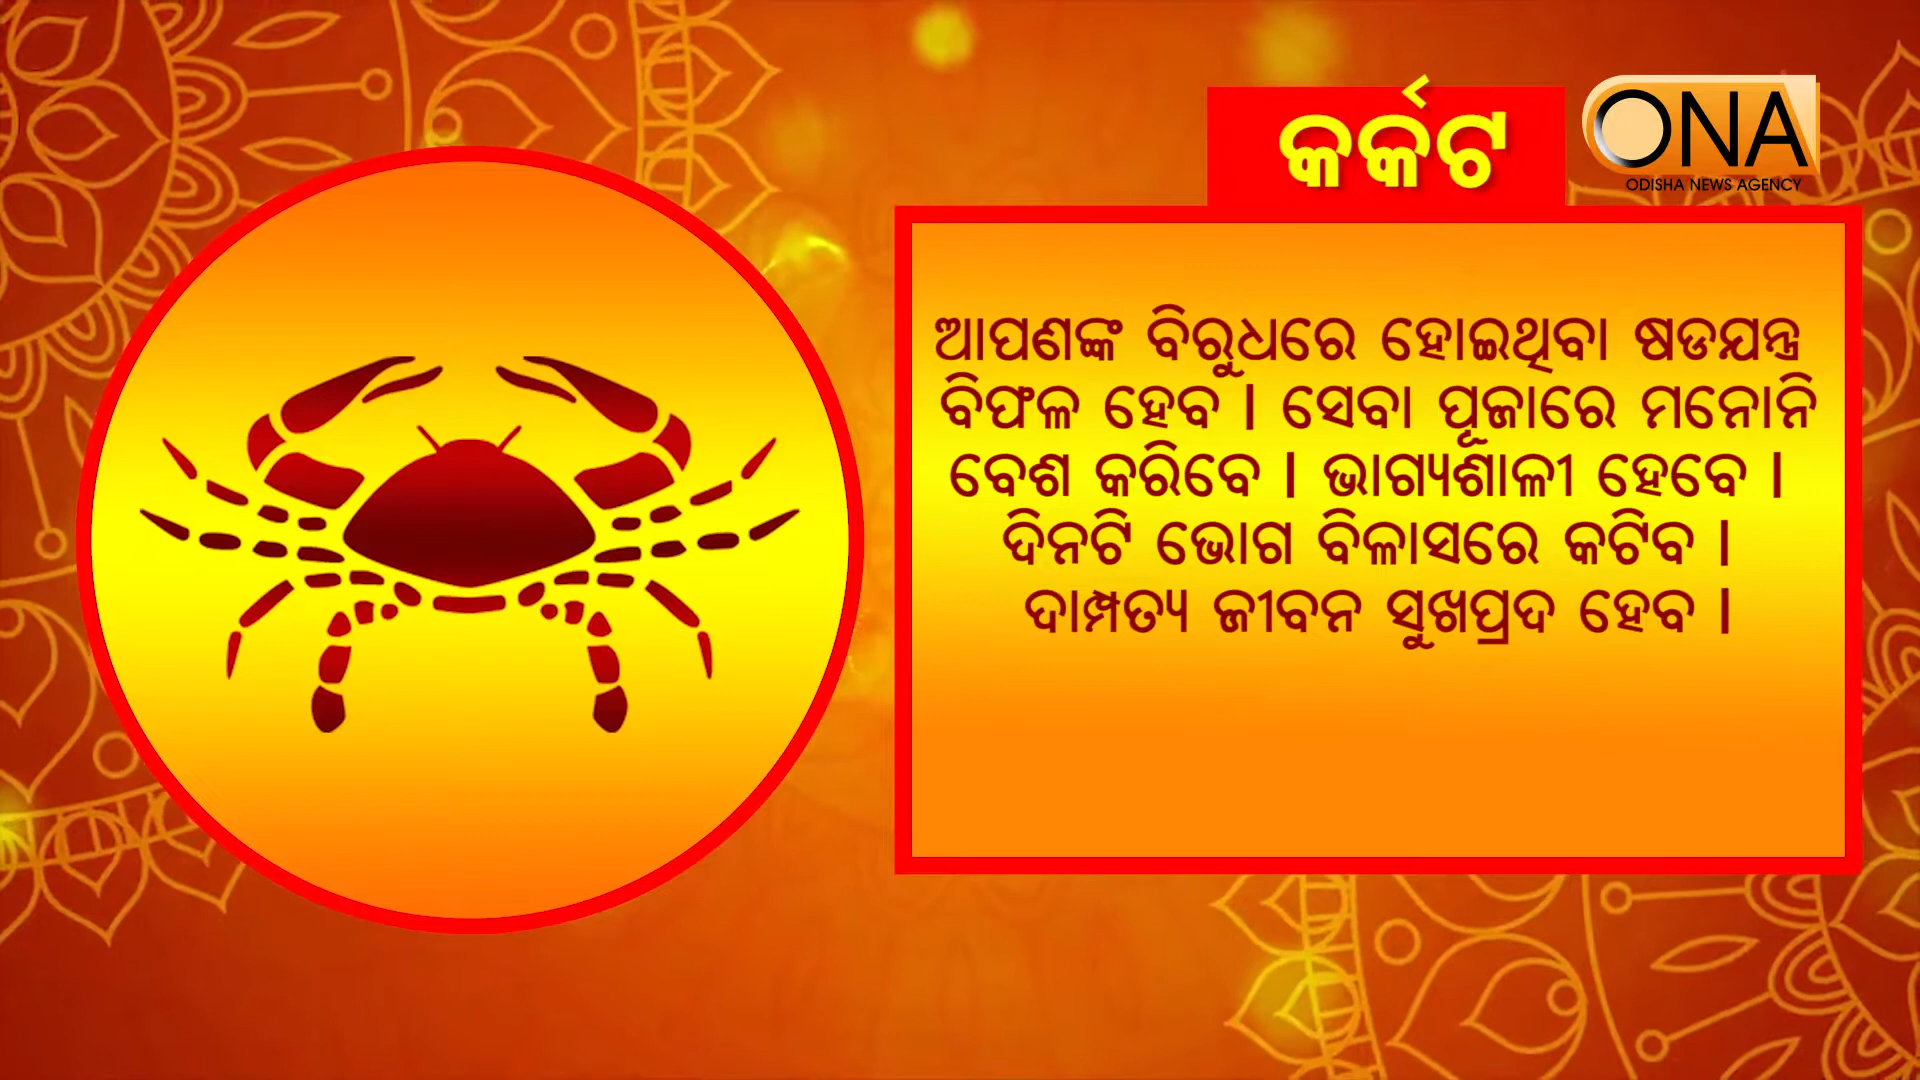 କର୍କଟ
ONA
ODISHA NEWS AGENCY
ଆପଣଙ୍କ ବିରୁଧରେ ହୋଇଥିବା ଷଡଯନ୍ତ୍ର
ବିଫଳ ହେବ | ସେବା ପୂଜାରେ ମନୋନି
ବେଶ କରିବେ | ଭାଗ୍ୟଶାଳୀ ହେବେ |
ଦିନଟି ଭୋଗ ବିଳାସରେ କଟିବ |
ଦାମ୍ପତ୍ୟ ଜୀବନ ସୁଖପ୍ରଦ ହେବ |